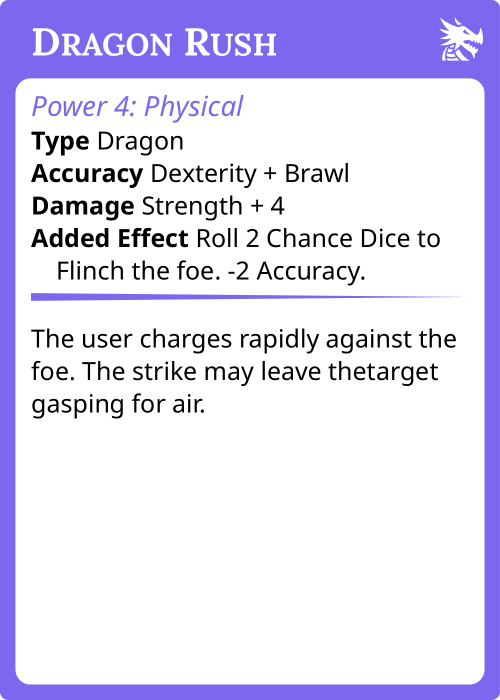 Dragon Rush
Power 4: Physical
Type Dragon
Accuracy Dexterity + Brawl
Damage Strength + 4
Added Effect Roll 2 Chance Dice to
Flinch the foe. -2 Accuracy.
The user charges rapidly against the
foe. The strike may leave thetarget
gasping for air.